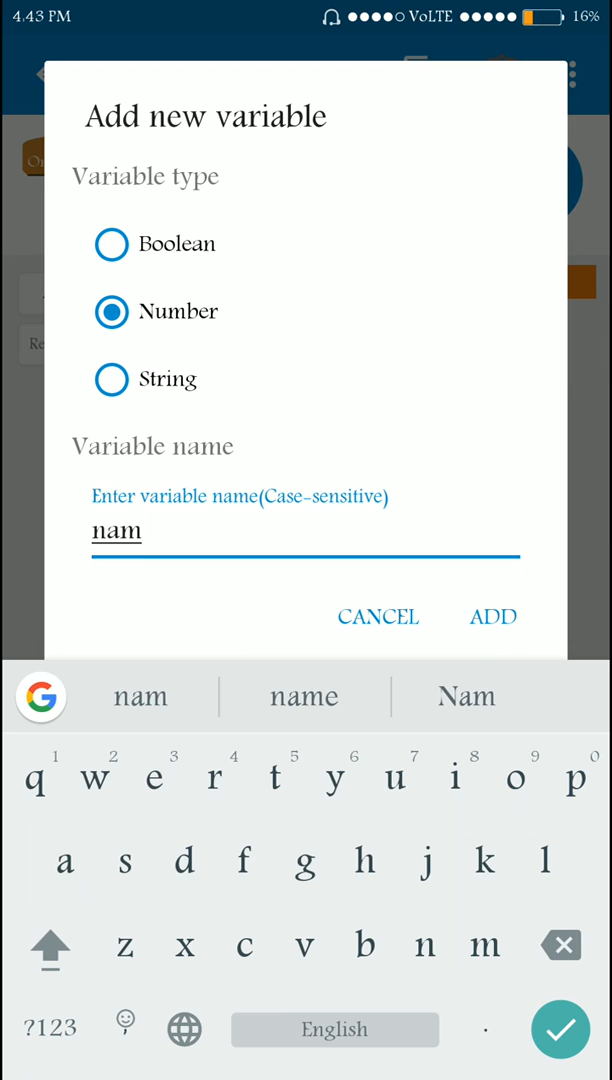 4.43 PM VoLTE 16%
Add new variable
Variable type
Boolean
Number
String
Variable name
Enter variable name(Case-sensitive)
nam
CANCEL ADD
nam name Nam
1 2 3 4 5 6 7 8 9 0
q w e r t y u i o p
a s d f g h j k l
z x c v b n m
?123 English .